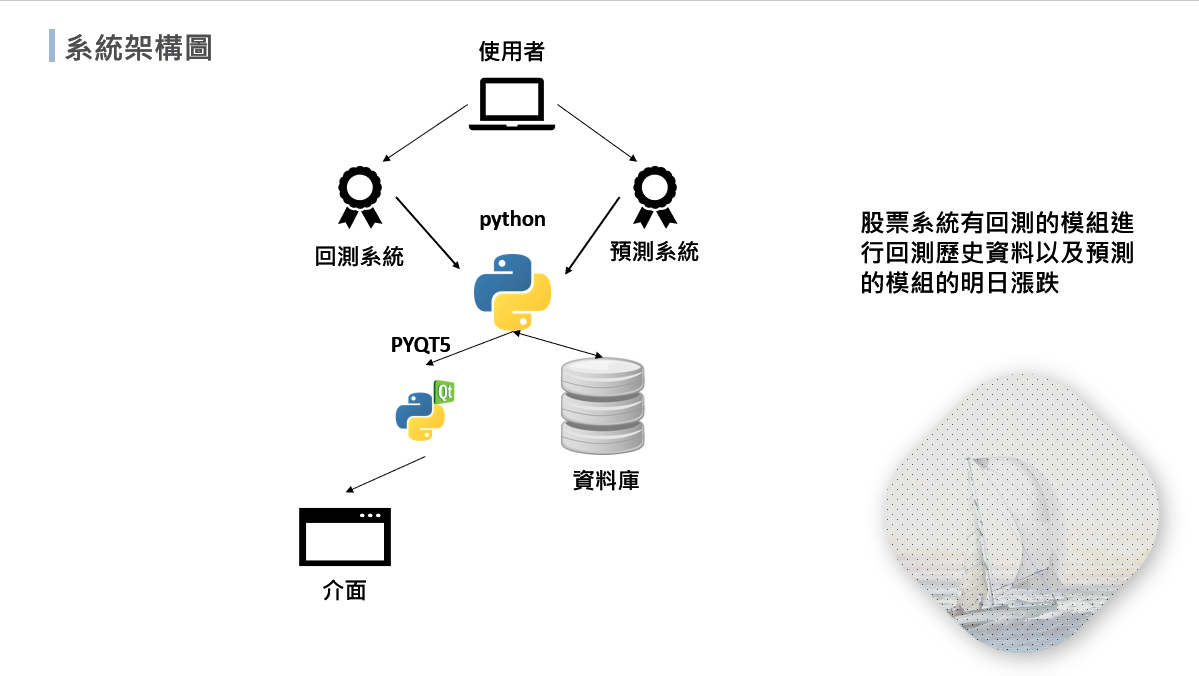 系統架構圖
使用者
python
回測系統
預測系統
股票系統有回測的模組進
行回測歷史資料以及預測
的模組的明日漲跌
PYQT5
Qt
資料庫
介面